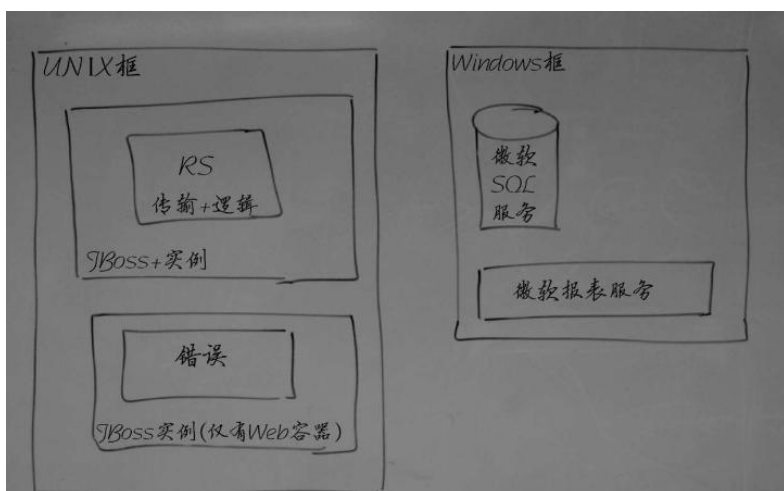 UNIX框
RS
传输+逻辑
JBoss+实例
错误
JBoss实例(仅有Web容器)
Windows框
微软
SQL
服务
微软报表服务